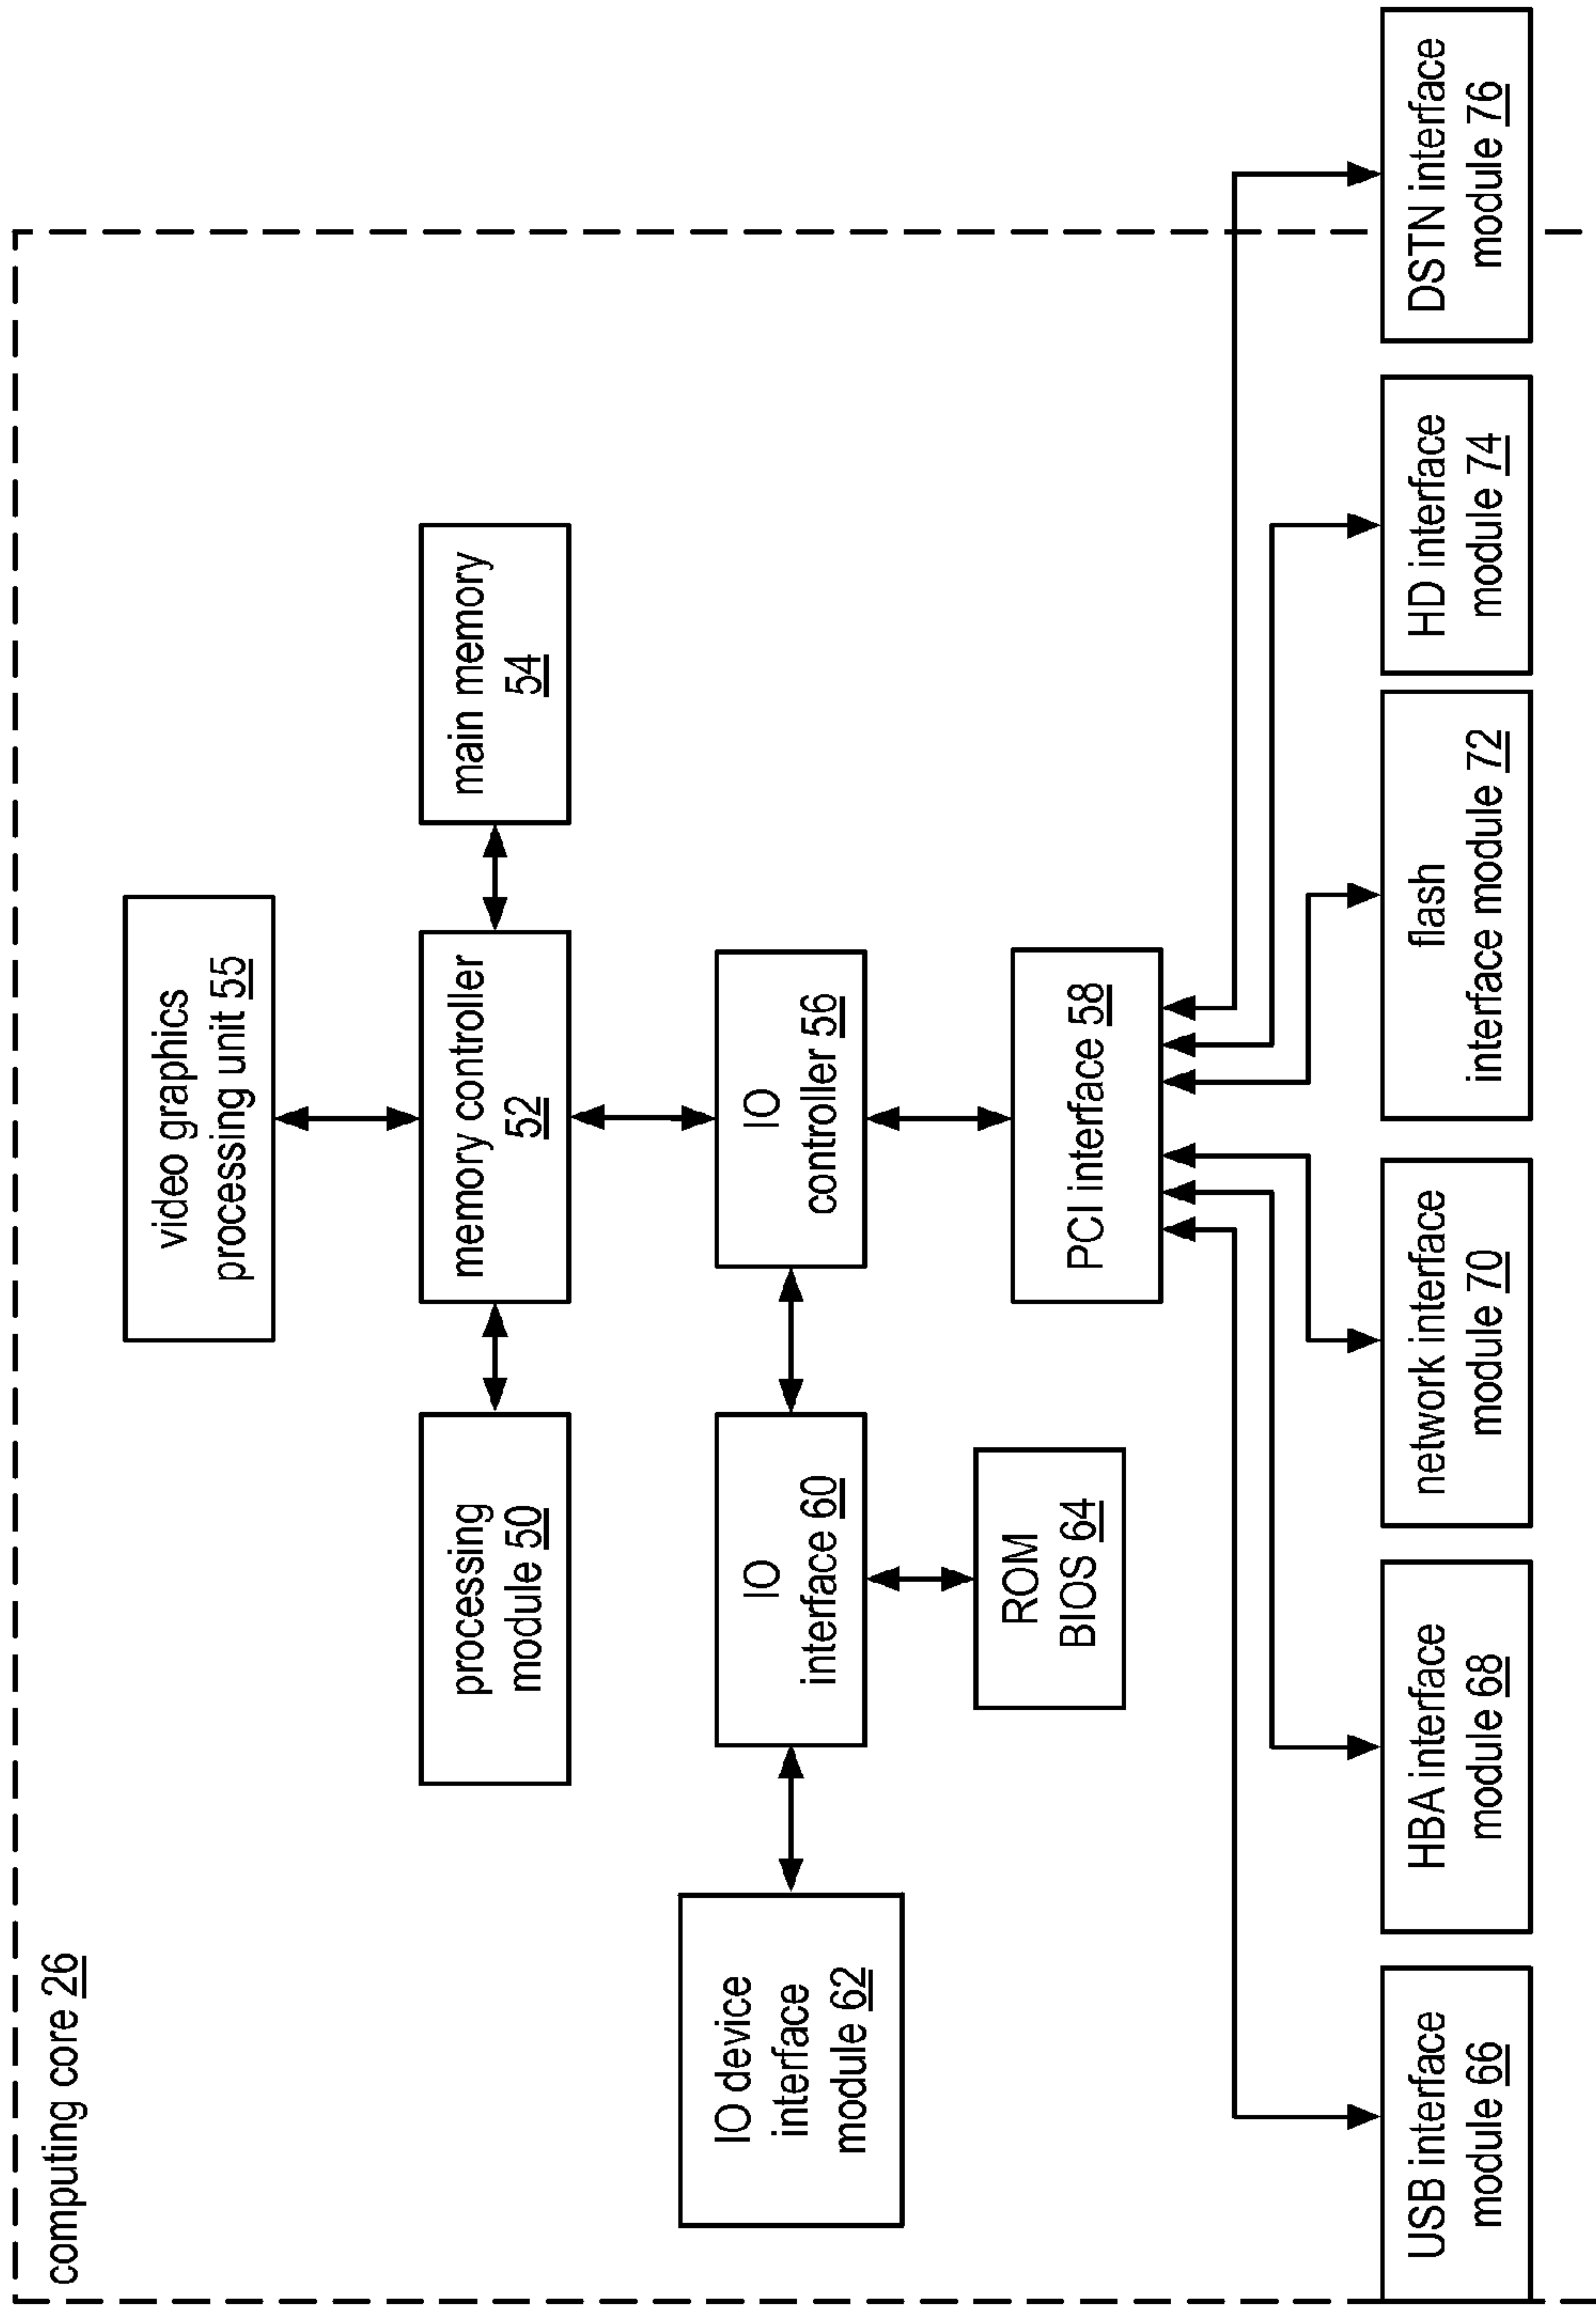 computing core 26
video graphics
processing unit 55
processing
module 50
memory controller
52
main memory
54
IO device
interface
module 62
IO
interface 60
IO
controller 56
ROM
BIOS 64
PCI interface 58
USB interface
module 66
HBA interface
module 68
network interface
module 70
flash
interface module 72
HD interface
module 74
DSTN interface
module 76